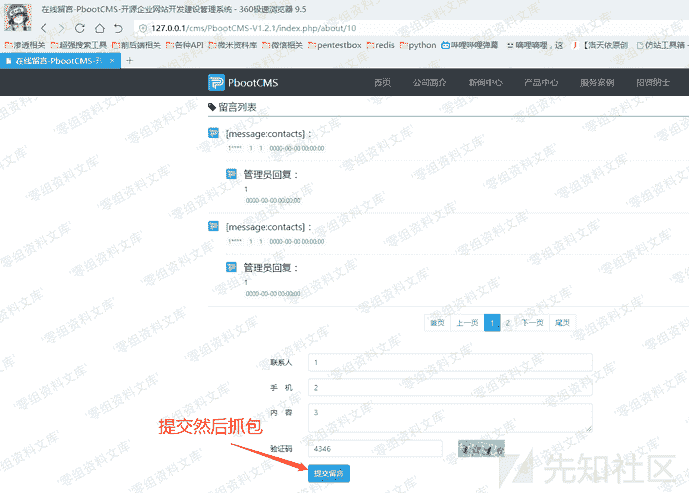 在线留言-PbootCMS-开源企业网站开发建设管理系统 - 360极速浏览器 9.5
127.0.0.1/cms/PbootCMS-V1.2.1/index.php/about/10
渗透相关 超强搜索工具 前后端相关 各种API 微米资料库 微信相关 pentestbox redis python 哔哩哔哩弹幕 嘀哩嘀哩，这 【洛天依原创 仿站工具箱
在线留言-PbootCMS-开
PbootCMS 首页 公司简介 新闻中心 产品中心 服务案例 招贤纳士
留言列表
[message:contacts]：
1**** 1 1 0000-00-00 00:00:00
管理员回复：
1
0000-00-00 00:00:00
[message:contacts]：
1**** 1 1 0000-00-00 00:00:00
管理员回复：
1
0000-00-00 00:00:00
首页 上一页 1 2 下一页 尾页
联系人 1
手 机 2
内 容 3
提交然后抓包
验证码 4346
提交留言
先知社区
零组资料文库